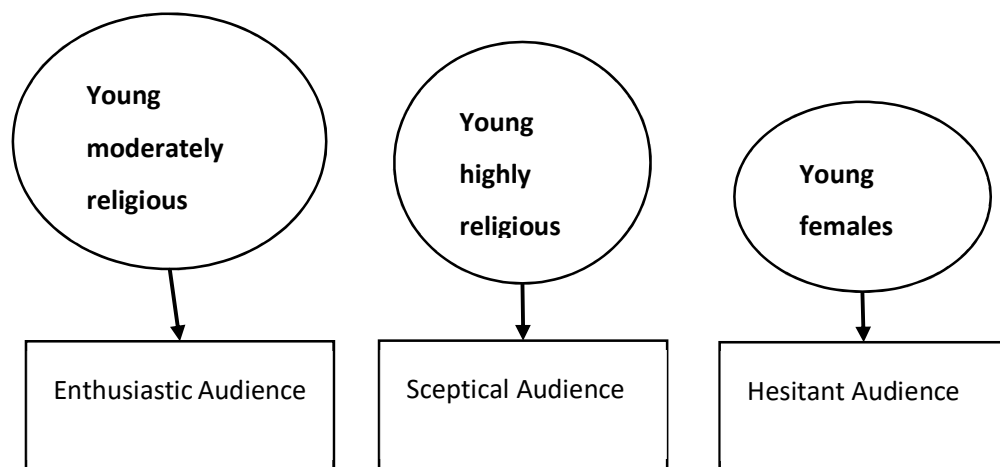 Young
moderately
religious
Young
highly
religious
Young
females
Enthusiastic Audience
Sceptical Audience
Hesitant Audience